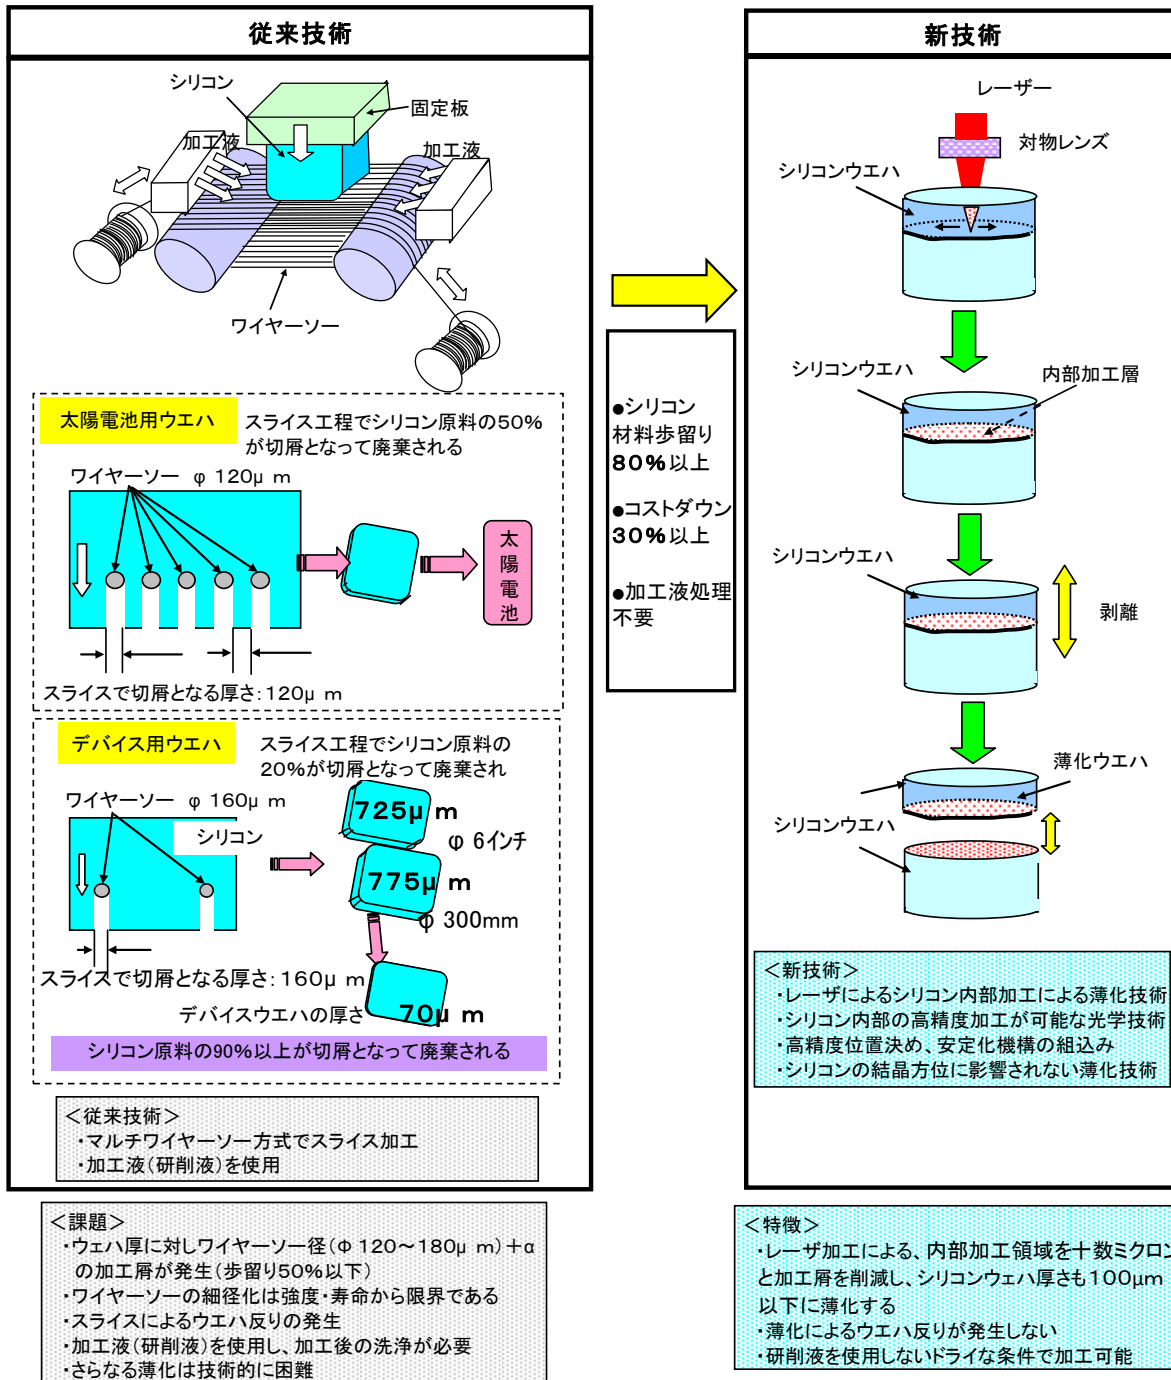 従来技術
シリコン
固定板
加工液
加工液
ワイヤーソー
太陽電池用ウエハ
スライス工程でシリコン原料の50%
が切屑となって廃棄される
ワイヤーソー φ 120μ m
太
陽
電
池
スライスで切屑となる厚さ：120μ m
デバイス用ウエハ
スライス工程でシリコン原料の
20%が切屑となって廃棄され
ワイヤーソー φ 160μ m
シリコン
725μ m
φ 6インチ
775μ m
φ 300mm
スライスで切屑となる厚さ：160μ m
デバイスウエハの厚さ
70μ m
シリコン原料の90%以上が切屑となって廃棄される
＜従来技術＞
・マルチワイヤーソー方式でスライス加工
・加工液（研削液）を使用
＜課題＞
・ウェハ厚に対しワイヤーソー径（Φ 120～180μ m）＋α
の加工屑が発生（歩留り50%以下）
・ワイヤーソーの細径化は強度・寿命から限界である
・スライスによるウエハ反りの発生
・加工液（研削液）を使用し、加工後の洗浄が必要
・さらなる薄化は技術的に困難
●シリコン
材料歩留り
80%以上
●コストダウン
30%以上
●加工液処理
不要
新技術
レーザー
対物レンズ
シリコンウエハ
シリコンウエハ
内部加工層
シリコンウエハ
剥離
薄化ウエハ
シリコンウエハ
＜新技術＞
・レーザによるシリコン内部加工による薄化技術
・シリコン内部の高精度加工が可能な光学技術
・高精度位置決め、安定化機構の組込み
・シリコンの結晶方位に影響されない薄化技術
＜特徴＞
・レーザ加工による、内部加工領域を十数ミクロン
と加工屑を削減し、シリコンウェハ厚さも100μm
以下に薄化する
・薄化によるウエハ反りが発生しない
・研削液を使用しないドライな条件で加工可能